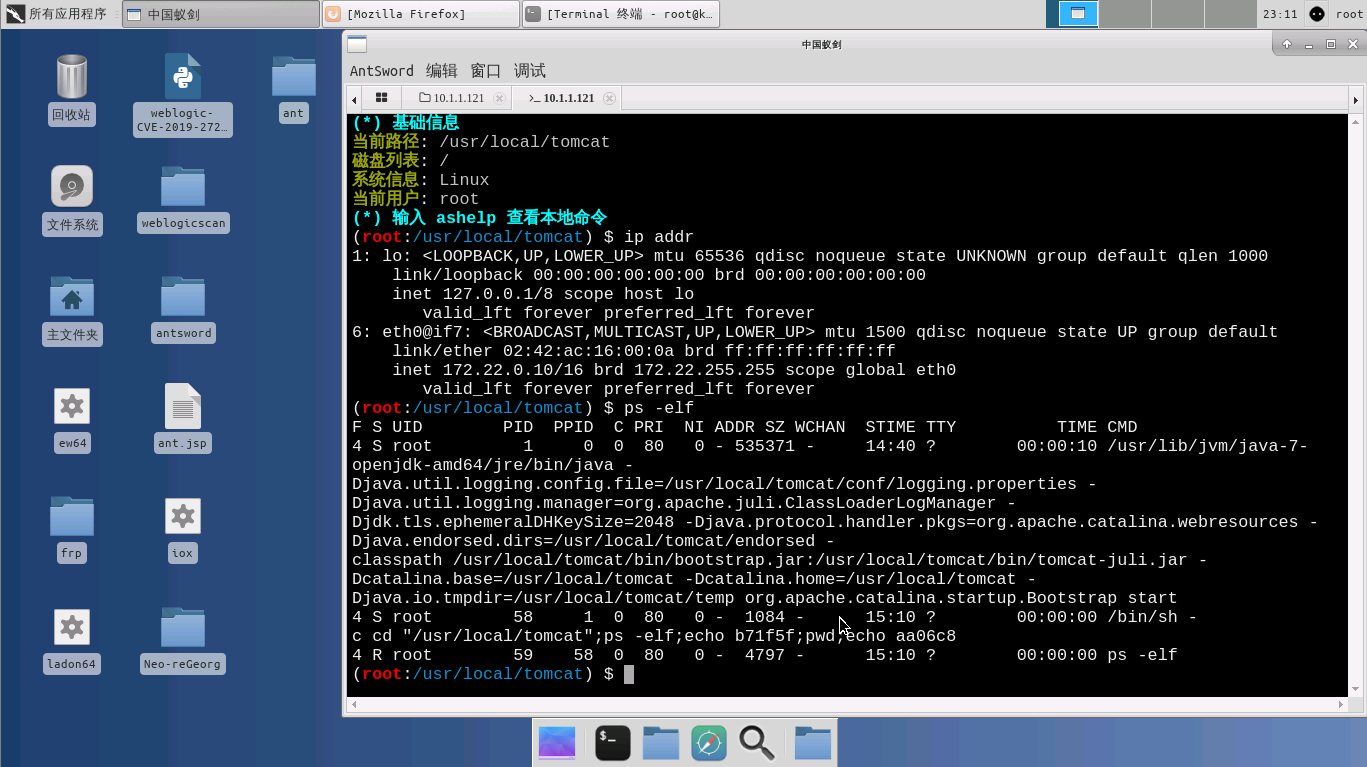 所有应用程序
中国蚁剑
[Mozilla Firefox]
[Terminal 终端 - root@k…
23:11
root
回收站
weblogic-
CVE-2019-272…
ant
文件系统
weblogicscan
主文件夹
antsword
ew64
ant.jsp
frp
iox
ladon64
Neo-reGeorg
中国蚁剑
AntSword 编辑 窗口 调试
10.1.1.121
>_ 10.1.1.121
(*) 基础信息
当前路径: /usr/local/tomcat
磁盘列表: /
系统信息: Linux
当前用户: root
(*) 输入 ashelp 查看本地命令
(root:/usr/local/tomcat) $ ip addr
1: lo: <LOOPBACK,UP,LOWER_UP> mtu 65536 qdisc noqueue state UNKNOWN group default qlen 1000
    link/loopback 00:00:00:00:00:00 brd 00:00:00:00:00:00
    inet 127.0.0.1/8 scope host lo
       valid_lft forever preferred_lft forever
6: eth0@if7: <BROADCAST,MULTICAST,UP,LOWER_UP> mtu 1500 qdisc noqueue state UP group default
    link/ether 02:42:ac:16:00:0a brd ff:ff:ff:ff:ff:ff
    inet 172.22.0.10/16 brd 172.22.255.255 scope global eth0
       valid_lft forever preferred_lft forever
(root:/usr/local/tomcat) $ ps -elf
F S UID        PID  PPID  C PRI  NI ADDR SZ WCHAN  STIME TTY          TIME CMD
4 S root         1     0  0  80   0 - 535371 -     14:40 ?        00:00:10 /usr/lib/jvm/java-7-
openjdk-amd64/jre/bin/java -
Djava.util.logging.config.file=/usr/local/tomcat/conf/logging.properties -
Djava.util.logging.manager=org.apache.juli.ClassLoaderLogManager -
Djdk.tls.ephemeralDHKeySize=2048 -Djava.protocol.handler.pkgs=org.apache.catalina.webresources -
Djava.endorsed.dirs=/usr/local/tomcat/endorsed -
classpath /usr/local/tomcat/bin/bootstrap.jar:/usr/local/tomcat/bin/tomcat-juli.jar -
Dcatalina.base=/usr/local/tomcat -Dcatalina.home=/usr/local/tomcat -
Djava.io.tmpdir=/usr/local/tomcat/temp org.apache.catalina.startup.Bootstrap start
4 S root        58     1  0  80   0 -  1084 -      15:10 ?        00:00:00 /bin/sh -
c cd "/usr/local/tomcat";ps -elf;echo b71f5f;pwd;echo aa06c8
4 R root        59    58  0  80   0 -  4797 -      15:10 ?        00:00:00 ps -elf
(root:/usr/local/tomcat) $
$_